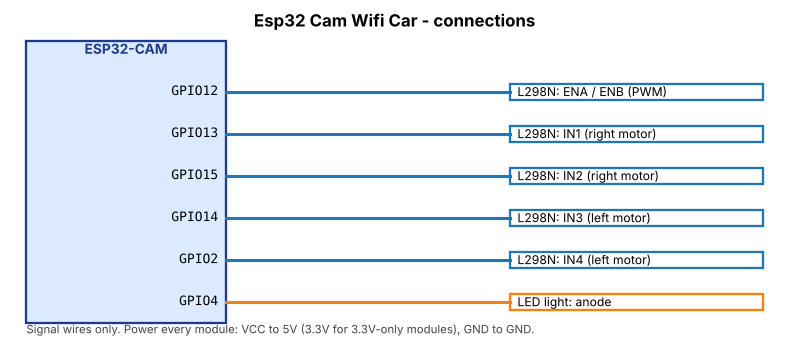 Esp32 Cam Wifi Car - connections
ESP32-CAM
GPIO12 L298N: ENA / ENB (PWM)
GPIO13 L298N: IN1 (right motor)
GPIO15 L298N: IN2 (right motor)
GPIO14 L298N: IN3 (left motor)
GPIO2 L298N: IN4 (left motor)
GPIO4 LED light: anode
Signal wires only. Power every module: VCC to 5V (3.3V for 3.3V-only modules), GND to GND.